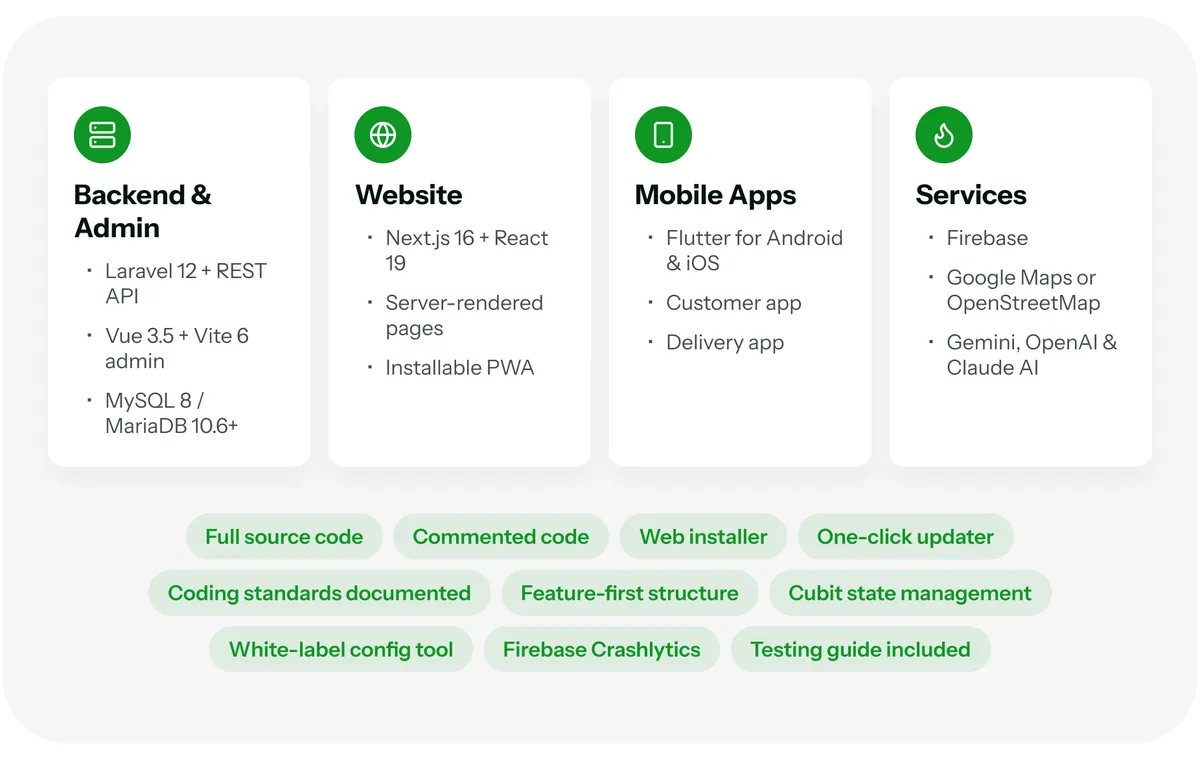 Backend &
Admin
· Laravel 12 + REST
API
· Vue 3.5 + Vite 6
admin
· MySQL 8 /
MariaDB 10.6+
Website
· Next.js 16 + React
19
· Server-rendered
pages
· Installable PWA
Mobile Apps
· Flutter for Android
& iOS
· Customer app
· Delivery app
Services
· Firebase
· Google Maps or
OpenStreetMap
· Gemini, OpenAI &
Claude AI
Full source code
Commented code
Web installer
One-click updater
Coding standards documented
Feature-first structure
Cubit state management
White-label config tool
Firebase Crashlytics
Testing guide included